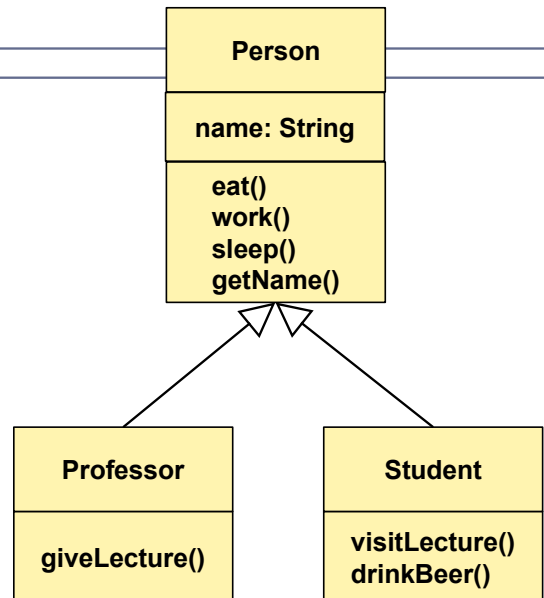 Person
name: String
eat()
work()
sleep()
getName()
Professor
giveLecture()
Student
visitLecture()
drinkBeer()